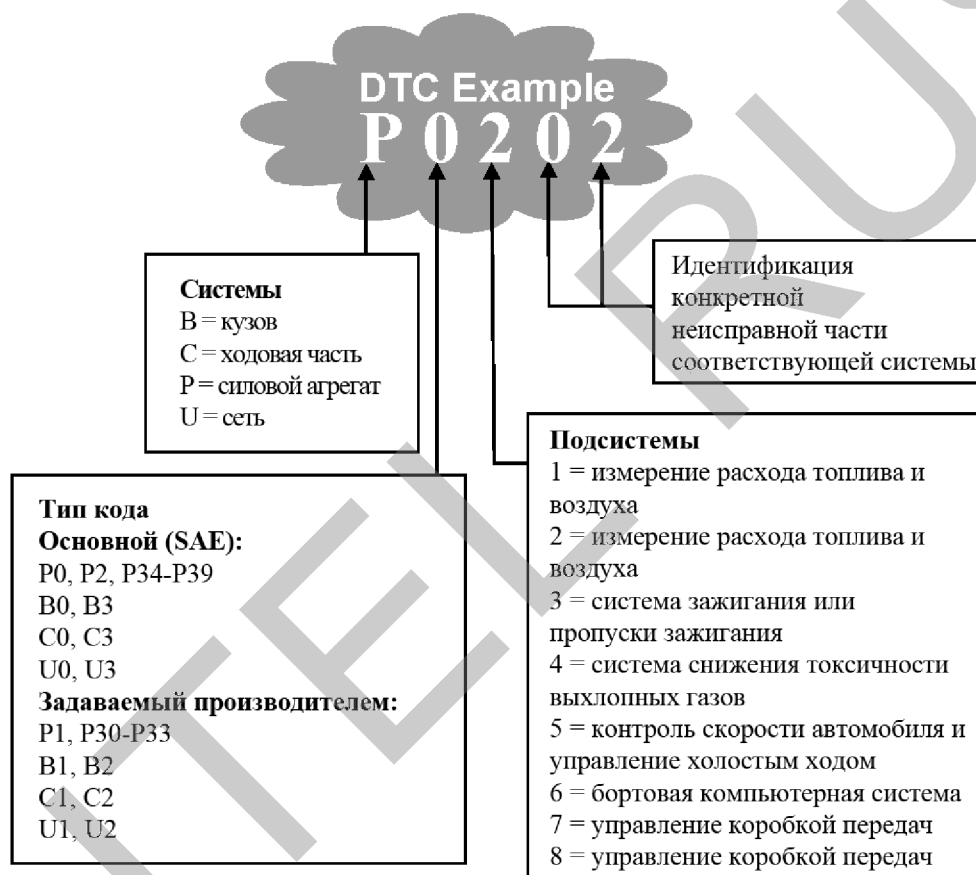 DTC Example
P 0 2 0 2
Системы
B = кузов
C = ходовая часть
P = силовой агрегат
U = сеть
Идентификация
конкретной
неисправной части
соответствующей системы
Тип кода
Основной (SAE):
P0, P2, P34-P39
B0, B3
C0, C3
U0, U3
Задаваемый производителем:
P1, P30-P33
B1, B2
C1, C2
U1, U2
Подсистемы
1 = измерение расхода топлива и
воздуха
2 = измерение расхода топлива и
воздуха
3 = система зажигания или
пропуски зажигания
4 = система снижения токсичности
выхлопных газов
5 = контроль скорости автомобиля и
управление холостым ходом
6 = бортовая компьютерная система
7 = управление коробкой передач
8 = управление коробкой передач
ITEL RUS